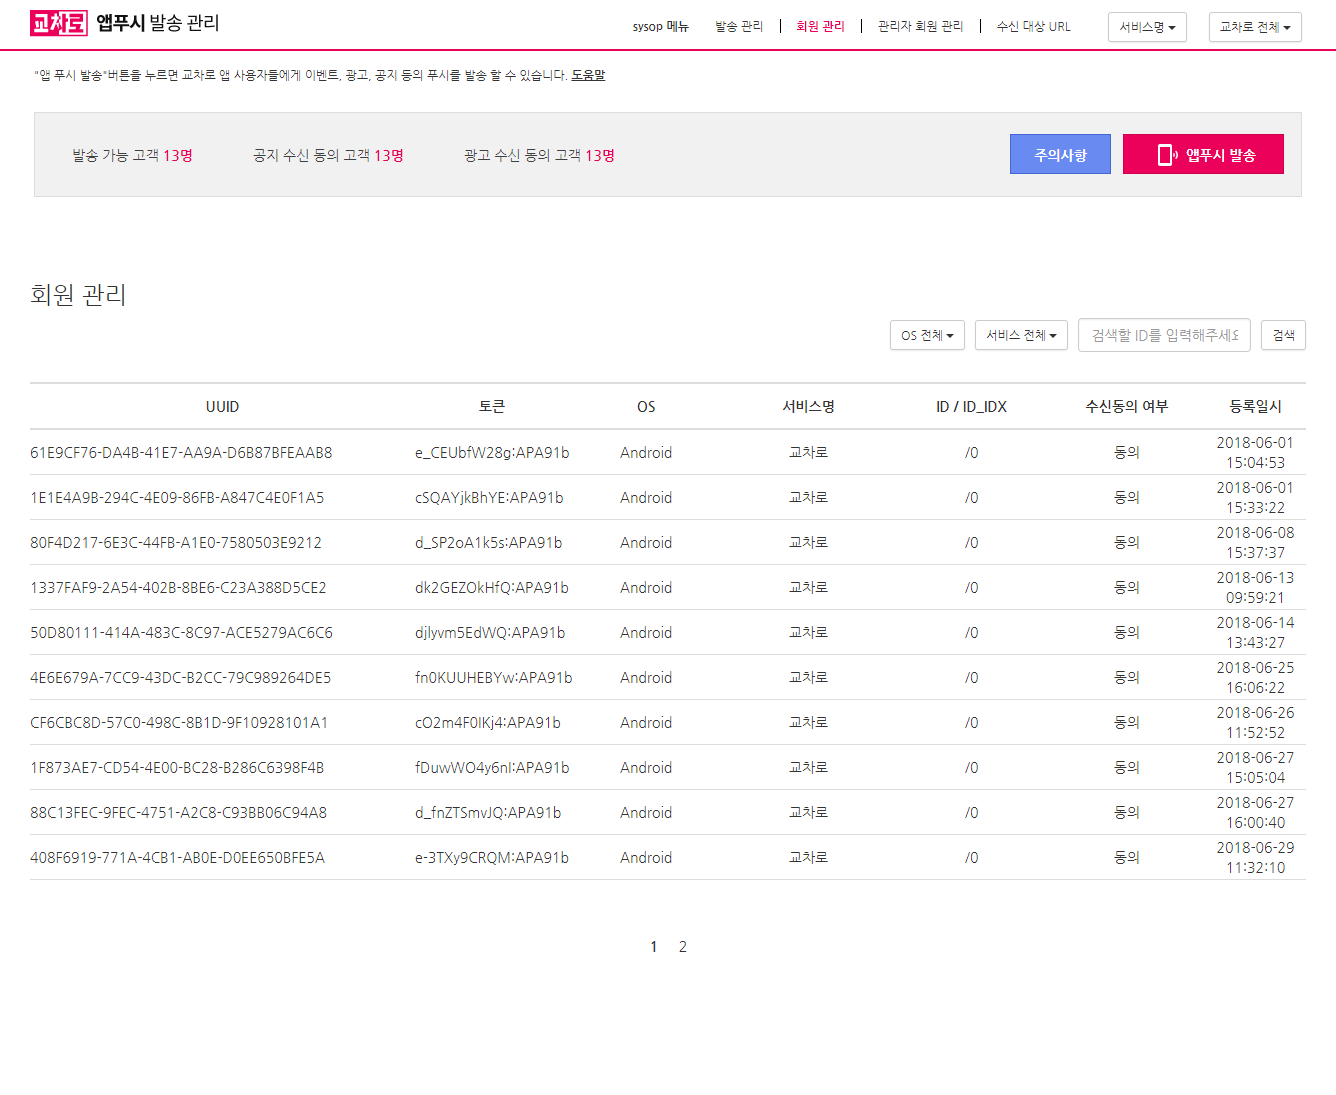 교차로 앱푸시 발송 관리
sysop 메뉴 발송 관리 회원 관리 관리자 회원 관리 수신 대상 URL 서비스명 교차로 전체
"앱 푸시 발송"버튼을 누르면 교차로 앱 사용자들에게 이벤트, 광고, 공지 등의 푸시를 발송 할 수 있습니다. 도움말
발송 가능 고객 13명 공지 수신 동의 고객 13명 광고 수신 동의 고객 13명 주의사항 앱푸시 발송
회원 관리
OS 전체 서비스 전체 검색할 ID를 입력해주세요 검색
UUID 토큰 OS 서비스명 ID / ID_IDX 수신동의 여부 등록일시
61E9CF76-DA4B-41E7-AA9A-D6B87BFEAAB8 e_CEUbfW28g:APA91b Android 교차로 /0 동의 2018-06-01
15:04:53
1E1E4A9B-294C-4E09-86FB-A847C4E0F1A5 cSQAYjkBhYE:APA91b Android 교차로 /0 동의 2018-06-01
15:33:22
80F4D217-6E3C-44FB-A1E0-7580503E9212 d_SP2oA1k5s:APA91b Android 교차로 /0 동의 2018-06-08
15:37:37
1337FAF9-2A54-402B-8BE6-C23A388D5CE2 dk2GEZOkHfQ:APA91b Android 교차로 /0 동의 2018-06-13
09:59:21
50D80111-414A-483C-8C97-ACE5279AC6C6 djlyvm5EdWQ:APA91b Android 교차로 /0 동의 2018-06-14
13:43:27
4E6E679A-7CC9-43DC-B2CC-79C989264DE5 fn0KUUHEBYw:APA91b Android 교차로 /0 동의 2018-06-25
16:06:22
CF6CBC8D-57C0-498C-8B1D-9F10928101A1 cO2m4F0IKj4:APA91b Android 교차로 /0 동의 2018-06-26
11:52:52
1F873AE7-CD54-4E00-BC28-B286C6398F4B fDuwWO4y6nI:APA91b Android 교차로 /0 동의 2018-06-27
15:05:04
88C13FEC-9FEC-4751-A2C8-C93BB06C94A8 d_fnZTSmvJQ:APA91b Android 교차로 /0 동의 2018-06-27
16:00:40
408F6919-771A-4CB1-AB0E-D0EE650BFE5A e-3TXy9CRQM:APA91b Android 교차로 /0 동의 2018-06-29
11:32:10
1 2